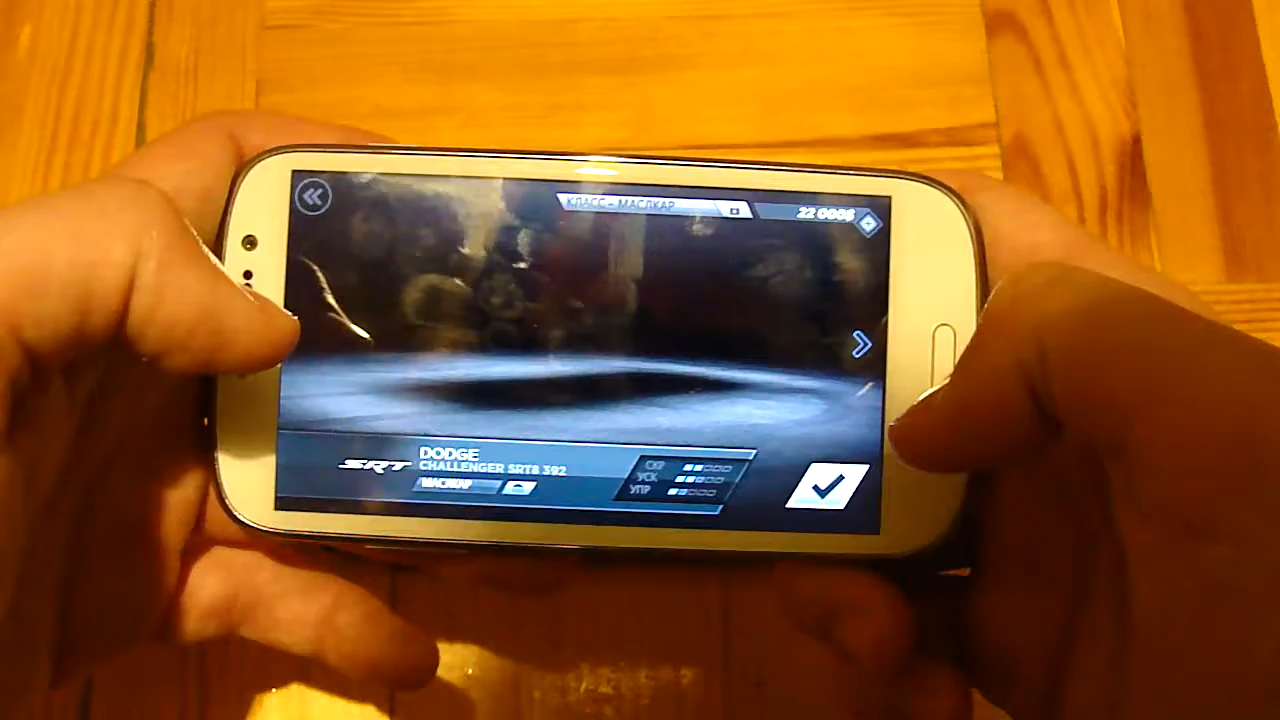 КЛАСС - МАСЛКАР
22 000$
SRT
DODGE
CHALLENGER SRT8 392
МАСЛКАР
СКР
УСК
УПР